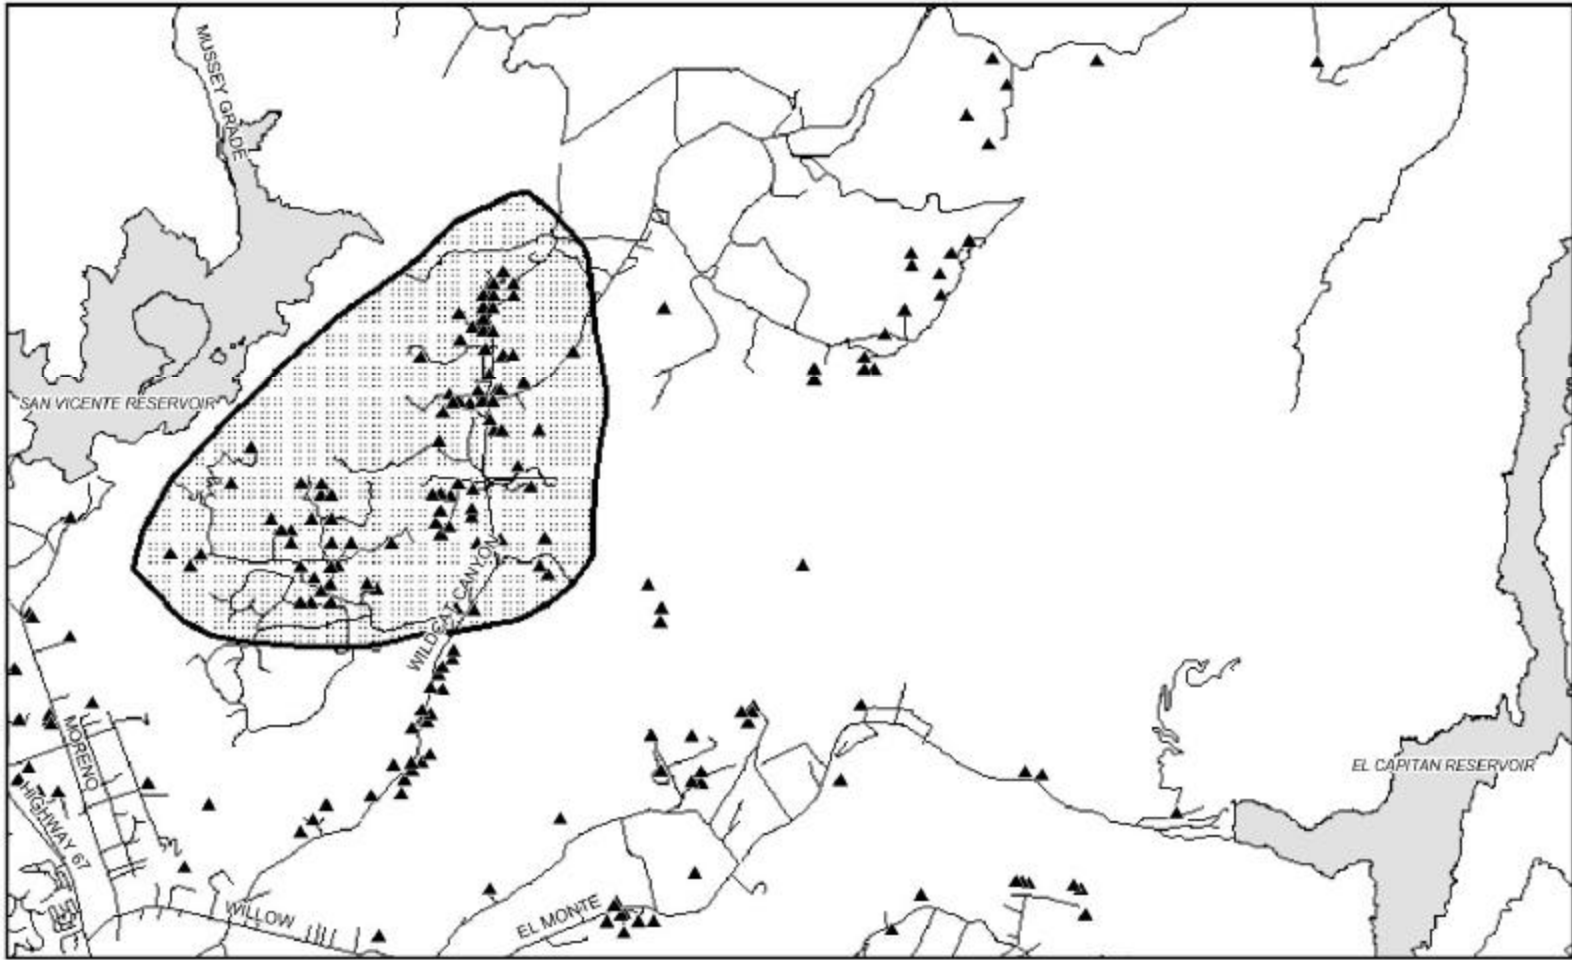 MUSSEY GRADE
SAN VICENTE RESERVOIR
WILDCAT CANYON
MORENO
HIGHWAY 67
EL CAPITAN RESERVOIR
WILLOW
EL MONTE